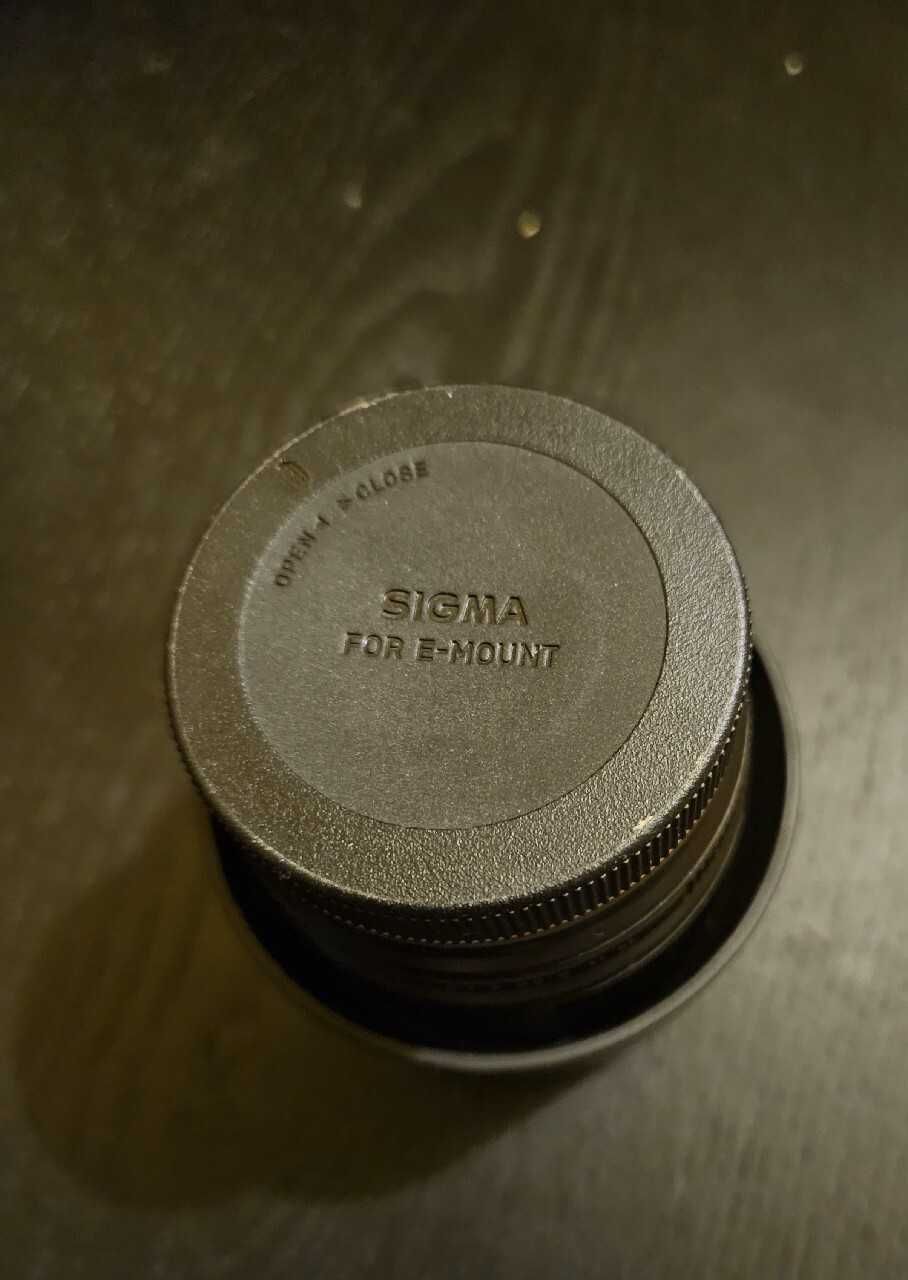 OPEN ◁ ▷ CLOSE
SIGMA
FOR E-MOUNT